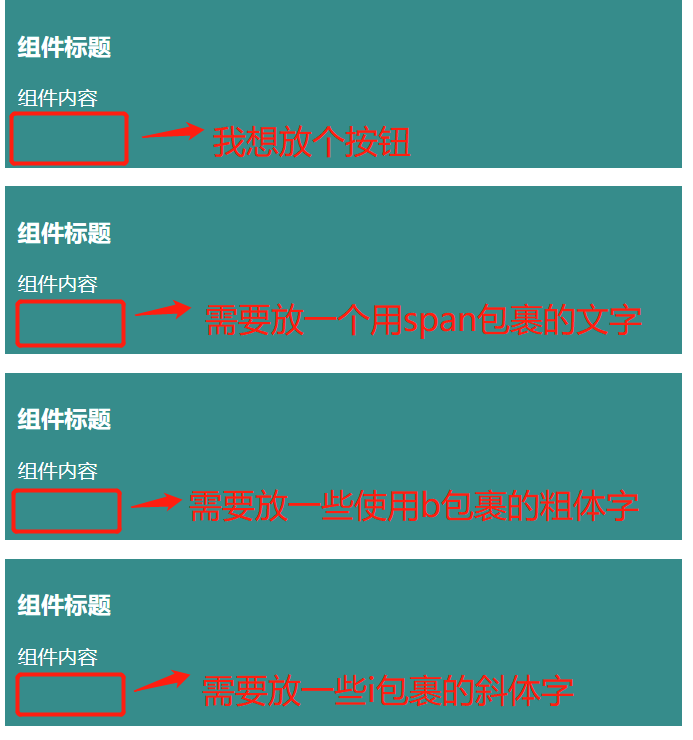 组件标题
组件内容
我想放个按钮
组件标题
组件内容
需要放一个用span包裹的文字
组件标题
组件内容
需要放一些使用b包裹的粗体字
组件标题
组件内容
需要放一些i包裹的斜体字